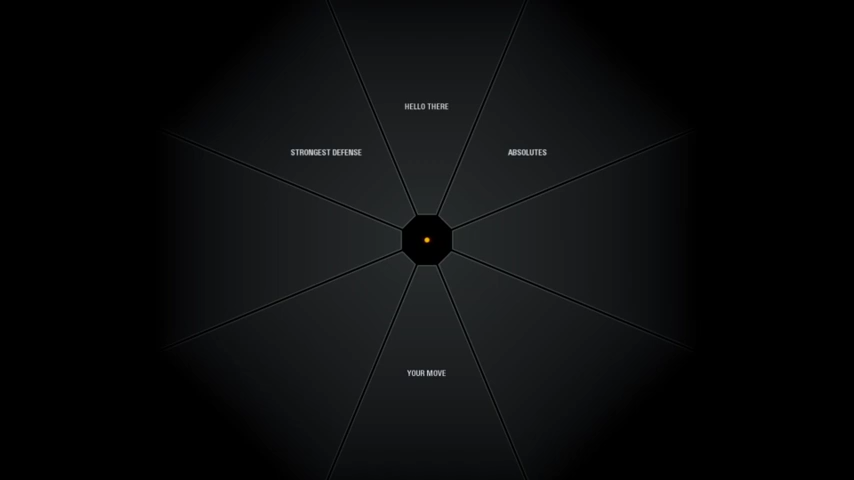 HELLO THERE
STRONGEST DEFENSE
ABSOLUTES
YOUR MOVE